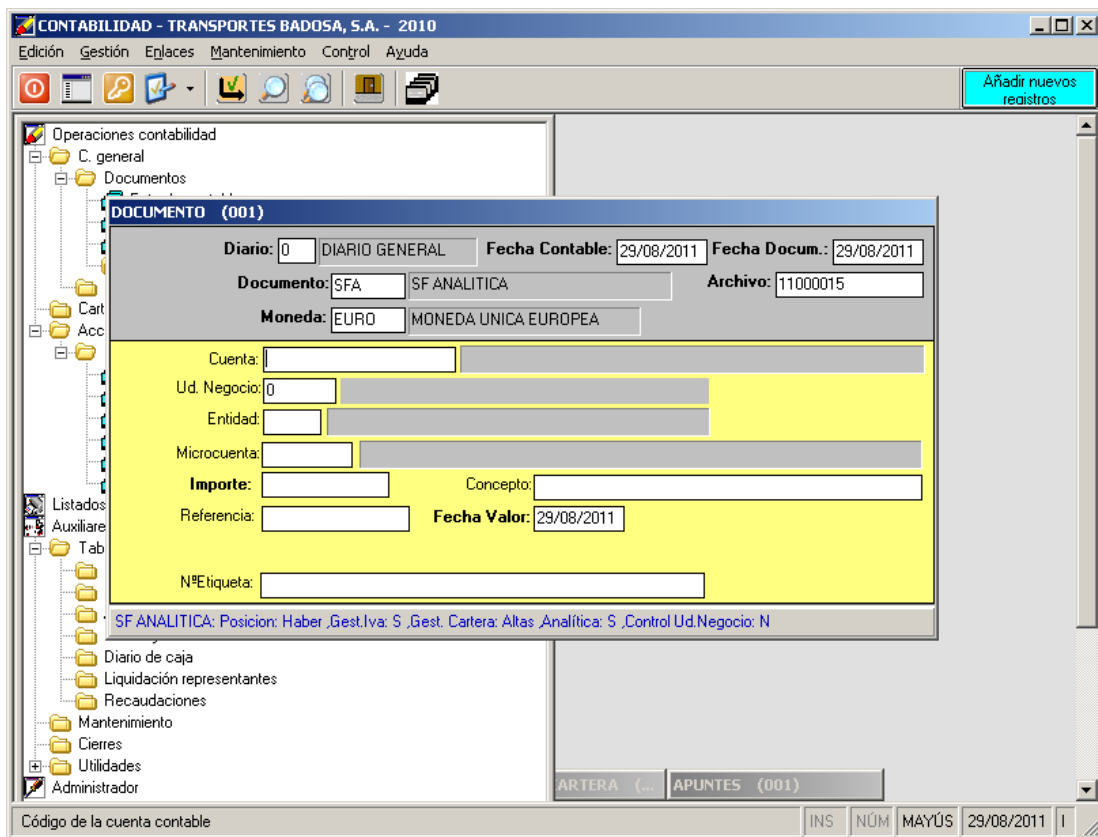 CONTABILIDAD - TRANSPORTES BADOSA, S.A. - 2010
Edición Gestión Enlaces Mantenimiento Control Ayuda
Añadir nuevos
registros
Operaciones contabilidad
C. general
Documentos
DOCUMENTO (001)
Diario: 0 DIARIO GENERAL Fecha Contable: 29/08/2011 Fecha Docum.: 29/08/2011
Documento: SFA SF ANALITICA Archivo: 11000015
Moneda: EURO MONEDA UNICA EUROPEA
Cuenta:
Ud. Negocio: 0
Entidad:
Microcuenta:
Importe: Concepto:
Referencia: Fecha Valor: 29/08/2011
NºEtiqueta:
SF ANALITICA: Posicion: Haber ,Gest.Iva: S ,Gest. Cartera: Altas ,Analítica: S ,Control Ud.Negocio: N
Cart
Acc
Listados
Auxiliare
Tab
Diario de caja
Liquidación representantes
Recaudaciones
Mantenimiento
Cierres
Utilidades
Administrador
ARTERA (... APUNTES (001)
Código de la cuenta contable INS NÚM MAYÚS 29/08/2011 I